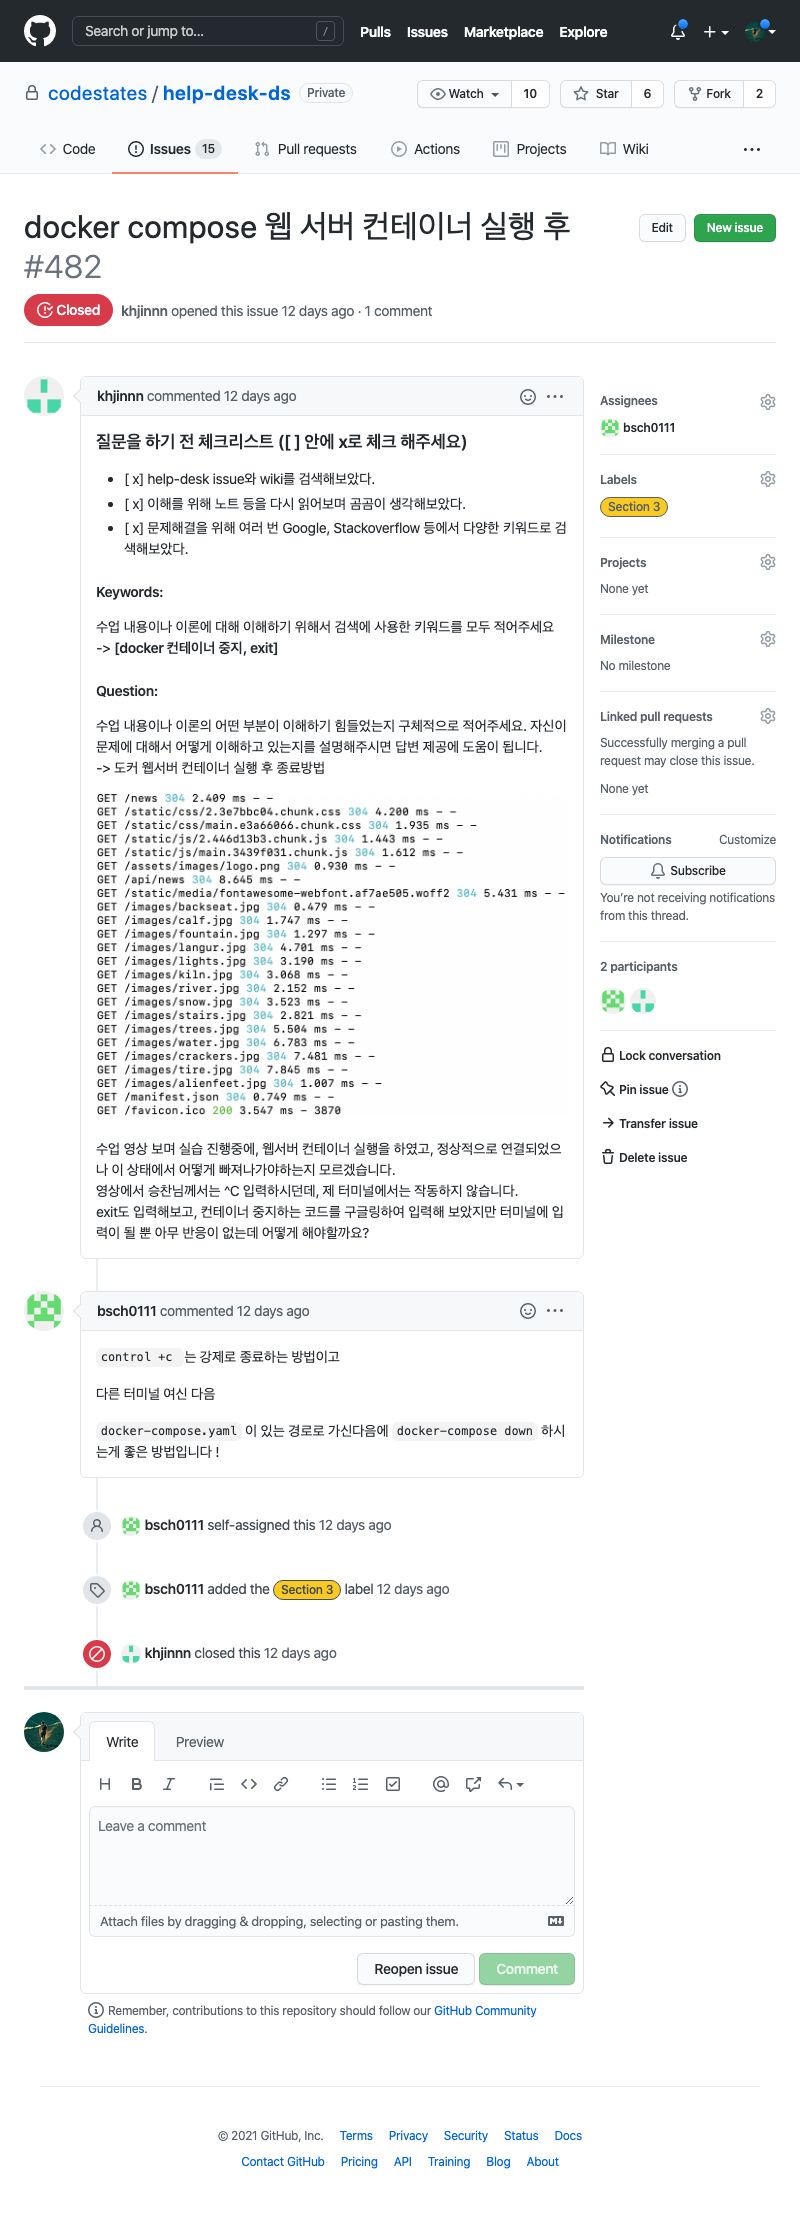 Search or jump to...
/
Pulls
Issues
Marketplace
Explore
codestates / help-desk-ds
Private
Watch
10
Star
6
Fork
2
Code
Issues
15
Pull requests
Actions
Projects
Wiki
docker compose 웹 서버 컨테이너 실행 후
#482
Edit
New issue
Closed
khjinnn opened this issue 12 days ago · 1 comment
khjinnn commented 12 days ago
질문을 하기 전 체크리스트 ([ ] 안에 x로 체크 해주세요)
[ x] help-desk issue와 wiki를 검색해보았다.
[ x] 이해를 위해 노트 등을 다시 읽어보며 곰곰이 생각해보았다.
[ x] 문제해결을 위해 여러 번 Google, Stackoverflow 등에서 다양한 키워드로 검
색해보았다.
Keywords:
수업 내용이나 이론에 대해 이해하기 위해서 검색에 사용한 키워드를 모두 적어주세요
-> [docker 컨테이너 중지, exit]
Question:
수업 내용이나 이론의 어떤 부분이 이해하기 힘들었는지 구체적으로 적어주세요. 자신이
문제에 대해서 어떻게 이해하고 있는지를 설명해주시면 답변 제공에 도움이 됩니다.
-> 도커 웹서버 컨테이너 실행 후 종료방법
GET /news 304 2.409 ms - -
GET /static/css/2.3e7bbc04.chunk.css 304 4.200 ms - -
GET /static/css/main.e3a66066.chunk.css 304 1.935 ms - -
GET /static/js/2.446d13b3.chunk.js 304 1.443 ms - -
GET /static/js/main.3439f031.chunk.js 304 1.612 ms - -
GET /assets/images/logo.png 304 0.930 ms - -
GET /api/news 304 8.645 ms - -
GET /static/media/fontawesome-webfont.af7ae505.woff2 304 5.431 ms - -
GET /images/backseat.jpg 304 0.479 ms - -
GET /images/calf.jpg 304 1.747 ms - -
GET /images/fountain.jpg 304 1.297 ms - -
GET /images/langur.jpg 304 4.701 ms - -
GET /images/lights.jpg 304 3.190 ms - -
GET /images/kiln.jpg 304 3.068 ms - -
GET /images/river.jpg 304 2.152 ms - -
GET /images/snow.jpg 304 3.523 ms - -
GET /images/stairs.jpg 304 2.821 ms - -
GET /images/trees.jpg 304 5.504 ms - -
GET /images/water.jpg 304 6.783 ms - -
GET /images/crackers.jpg 304 7.481 ms - -
GET /images/tire.jpg 304 7.845 ms - -
GET /images/alienfeet.jpg 304 1.007 ms - -
GET /manifest.json 304 0.749 ms - -
GET /favicon.ico 200 3.547 ms - 3870
수업 영상 보며 실습 진행중에, 웹서버 컨테이너 실행을 하였고, 정상적으로 연결되었으
나 이 상태에서 어떻게 빠져나가야하는지 모르겠습니다.
영상에서 승찬님께서는 ^C 입력하시던데, 제 터미널에서는 작동하지 않습니다.
exit도 입력해보고, 컨테이너 중지하는 코드를 구글링하여 입력해 보았지만 터미널에 입
력이 될 뿐 아무 반응이 없는데 어떻게 해야할까요?
Assignees
bsch0111
Labels
Section 3
Projects
None yet
Milestone
No milestone
Linked pull requests
Successfully merging a pull
request may close this issue.
None yet
Notifications
Customize
Subscribe
You're not receiving notifications
from this thread.
2 participants
Lock conversation
Pin issue
Transfer issue
Delete issue
bsch0111 commented 12 days ago
control +c 는 강제로 종료하는 방법이고
다른 터미널 여신 다음
docker-compose.yaml 이 있는 경로로 가신다음에 docker-compose down 하시
는게 좋은 방법입니다 !
bsch0111 self-assigned this 12 days ago
bsch0111 added the Section 3 label 12 days ago
khjinnn closed this 12 days ago
Write
Preview
Leave a comment
Attach files by dragging & dropping, selecting or pasting them.
Reopen issue
Comment
Remember, contributions to this repository should follow our GitHub Community
Guidelines.
© 2021 GitHub, Inc.
Terms
Privacy
Security
Status
Docs
Contact GitHub
Pricing
API
Training
Blog
About